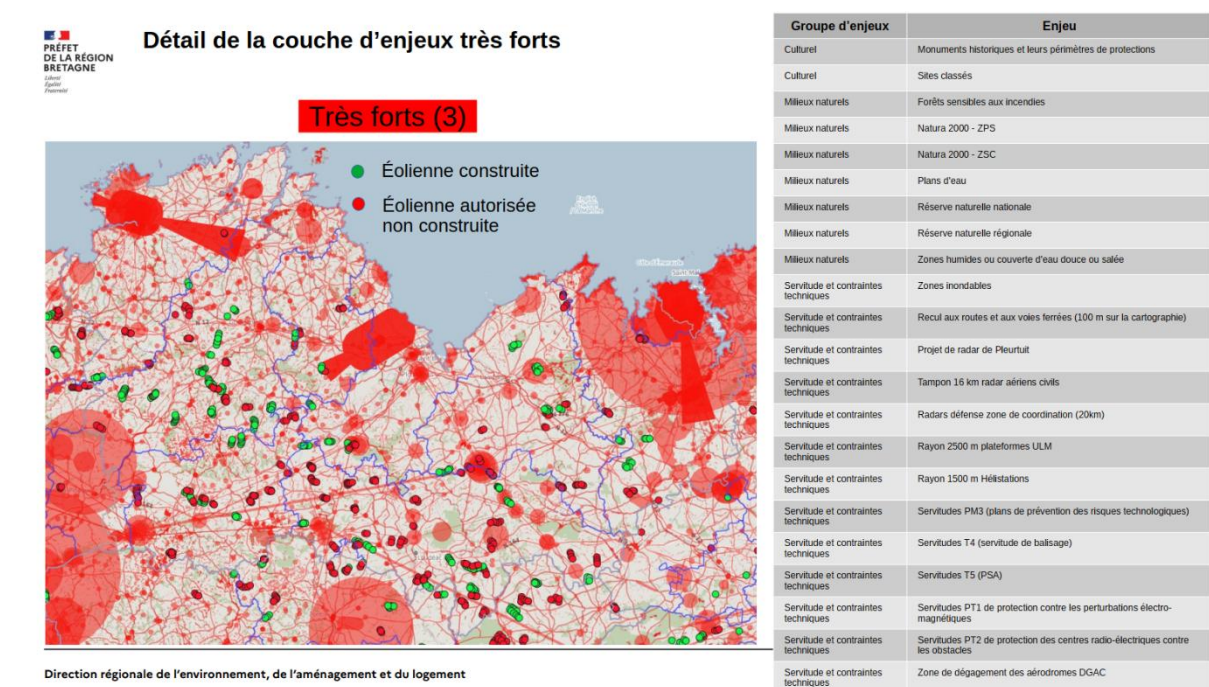 PRÉFET
DE LA RÉGION
BRETAGNE
Liberté
Égalité
Fraternité
Détail de la couche d'enjeux très forts
Très forts (3)
Éolienne construite
Éolienne autorisée
non construite
Côte d'Émeraude
Direction régionale de l'environnement, de l'aménagement et du logement
Groupe d'enjeux Enjeu
Culturel Monuments historiques et leurs périmètres de protections
Culturel Sites classés
Milieux naturels Forêts sensibles aux incendies
Milieux naturels Natura 2000 - ZPS
Milieux naturels Natura 2000 - ZSC
Milieux naturels Plans d'eau
Milieux naturels Réserve naturelle nationale
Milieux naturels Réserve naturelle régionale
Milieux naturels Zones humides ou couverte d'eau douce ou salée
Servitude et contraintes
techniques
Zones inondables
Servitude et contraintes
techniques
Recul aux routes et aux voies ferrées (100 m sur la cartographie)
Servitude et contraintes
techniques
Projet de radar de Pleurtuit
Servitude et contraintes
techniques
Tampon 16 km radar aériens civils
Servitude et contraintes
techniques
Radars défense zone de coordination (20km)
Servitude et contraintes
techniques
Rayon 2500 m plateformes ULM
Servitude et contraintes
techniques
Rayon 1500 m Hélistations
Servitude et contraintes
techniques
Servitudes PM3 (plans de prévention des risques technologiques)
Servitude et contraintes
techniques
Servitudes T4 (servitude de balisage)
Servitude et contraintes
techniques
Servitudes T5 (PSA)
Servitude et contraintes
techniques
Servitudes PT1 de protection contre les perturbations électro-
magnétiques
Servitude et contraintes
techniques
Servitudes PT2 de protection des centres radio-électriques contre
les obstacles
Servitude et contraintes
techniques
Zone de dégagement des aérodromes DGAC